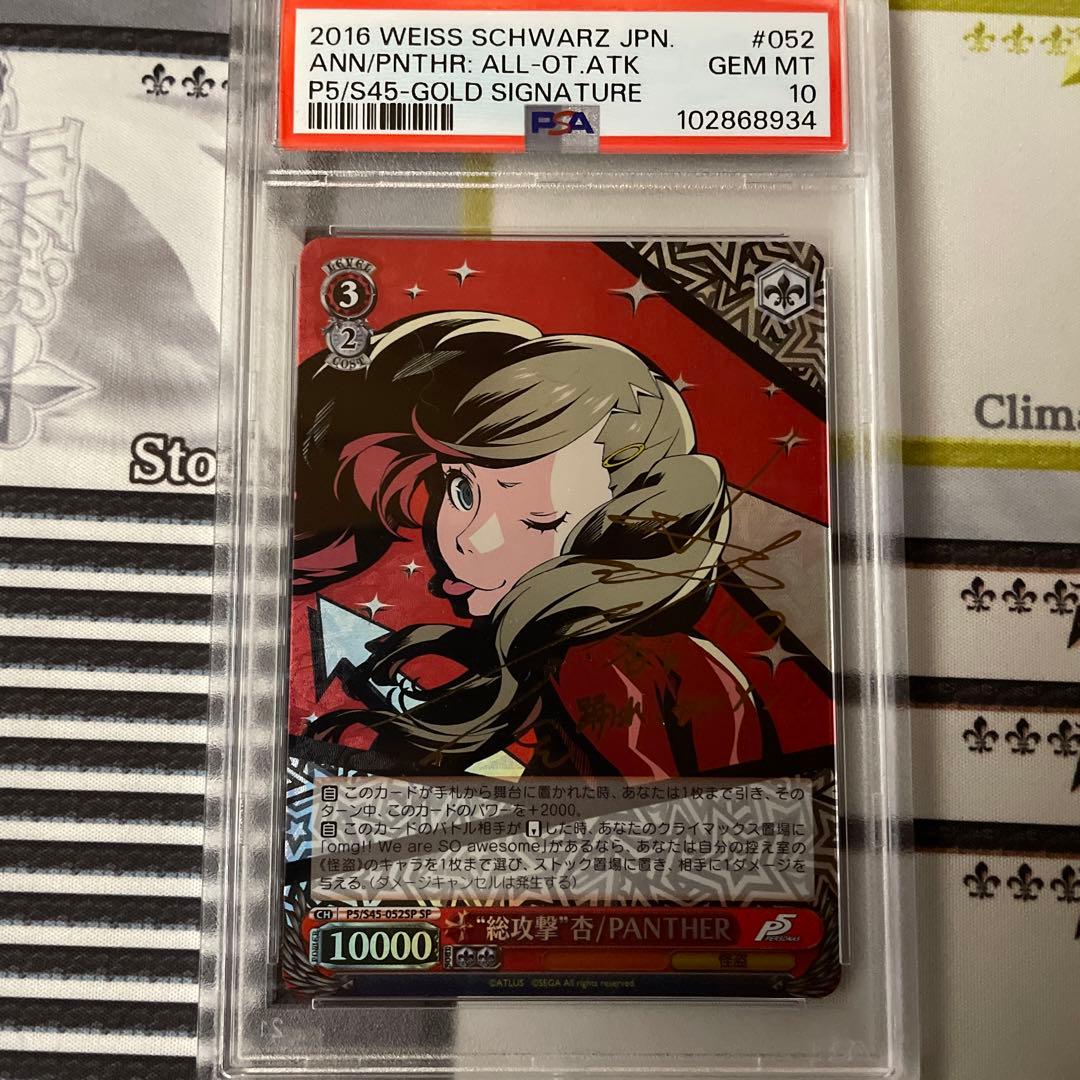 2016 WEISS SCHWARZ JPN. #052
ANN/PNTHR: ALL-OT.ATK GEM MT
P5/S45-GOLD SIGNATURE 10
PSA 102868934
LEVEL
3
2
COST
Sto
Clima
自 このカードが手札から舞台に置かれた時、あなたは1枚まで引き、その
ターン中、このカードのパワーを+2000。
自 このカードのバトル相手がした時、あなたのクライマックス置場に
「omg!! We are SO awesome」があるなら、あなたは自分の控え室の
《怪盗》のキャラを1枚まで選び、ストック置場に置き、相手に1ダメージを
与える。(ダメージキャンセルは発生する)
CH P5/S45-052SP SP
10000 “総攻撃”杏/PANTHER P5 PERSONA5
怪盗
©ATLUS ©SEGA All rights reserved.